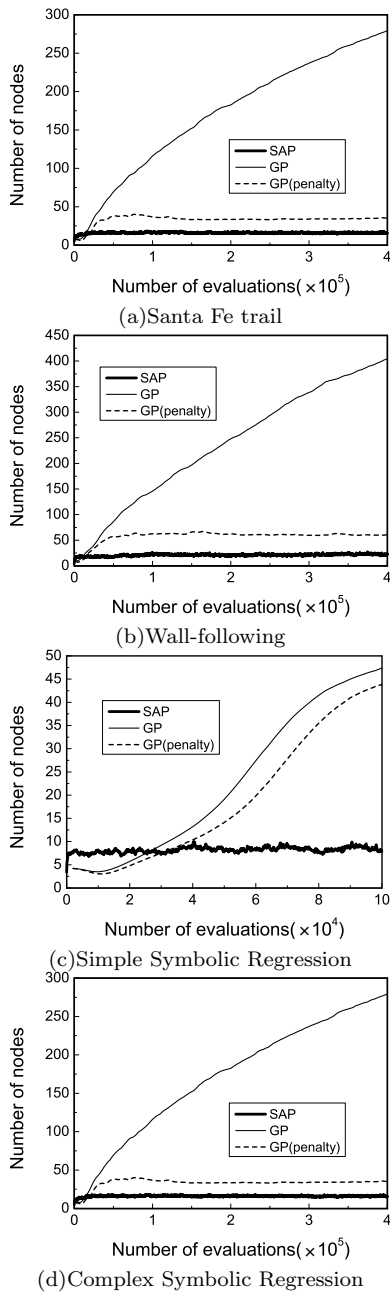 300
250
200
150
100
50
0
Number of nodes
SAP
GP
GP(penalty)
0 1 2 3 4
Number of evaluations(×10⁵)
(a)Santa Fe trail
450
400
350
300
250
200
150
100
50
0
Number of nodes
SAP
GP
GP(penalty)
0 1 2 3 4
Number of evaluations(×10⁵)
(b)Wall-following
50
45
40
35
30
25
20
15
10
5
0
Number of nodes
SAP
GP
GP(penalty)
0 2 4 6 8 10
Number of evaluations(×10⁴)
(c)Simple Symbolic Regression
300
250
200
150
100
50
0
Number of nodes
SAP
GP
GP(penalty)
0 1 2 3 4
Number of evaluations(×10⁵)
(d)Complex Symbolic Regression